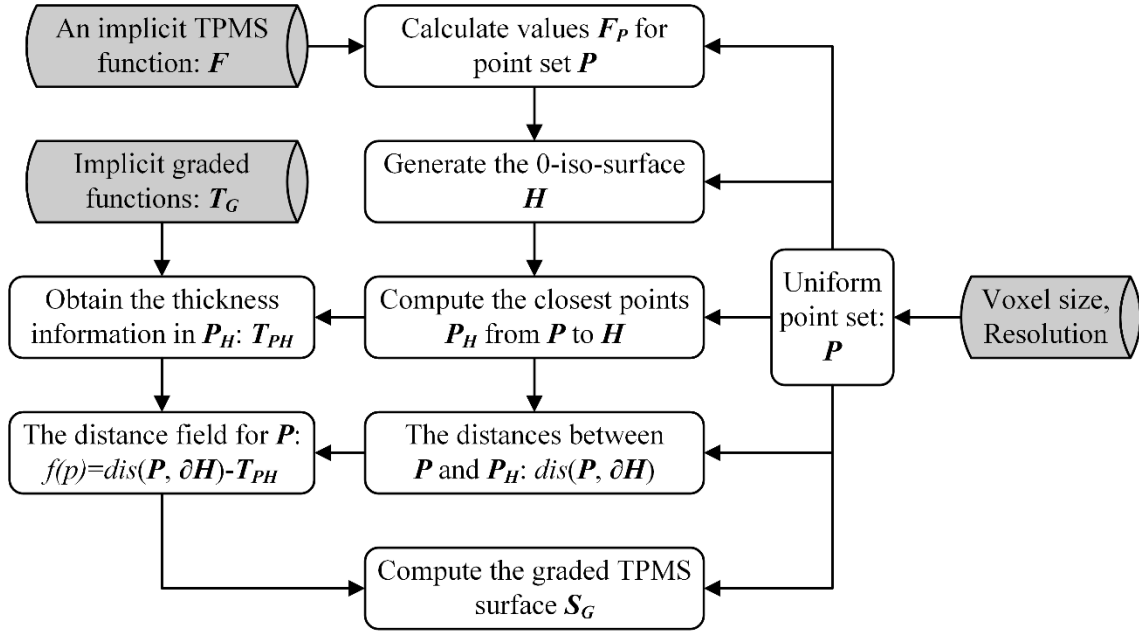 An implicit TPMS
function: F
Calculate values F_P for
point set P
Implicit graded
functions: T_G
Generate the 0-iso-surface
H
Obtain the thickness
information in P_H: T_PH
Compute the closest points
P_H from P to H
Uniform
point set:
P
Voxel size,
Resolution
The distance field for P:
f(p)=dis(P, ∂H)-T_PH
The distances between
P and P_H: dis(P, ∂H)
Compute the graded TPMS
surface S_G